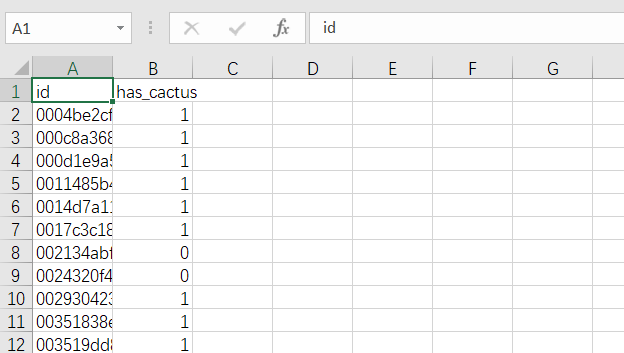 A1 fx id
A B C D E F G
1 id has_cactus
2 0004be2cf 1
3 000c8a368 1
4 000d1e9a5 1
5 0011485b4 1
6 0014d7a11 1
7 0017c3c18 1
8 002134abf 0
9 0024320f4 0
10 002930423 1
11 00351838e 1
12 003519dd8 1